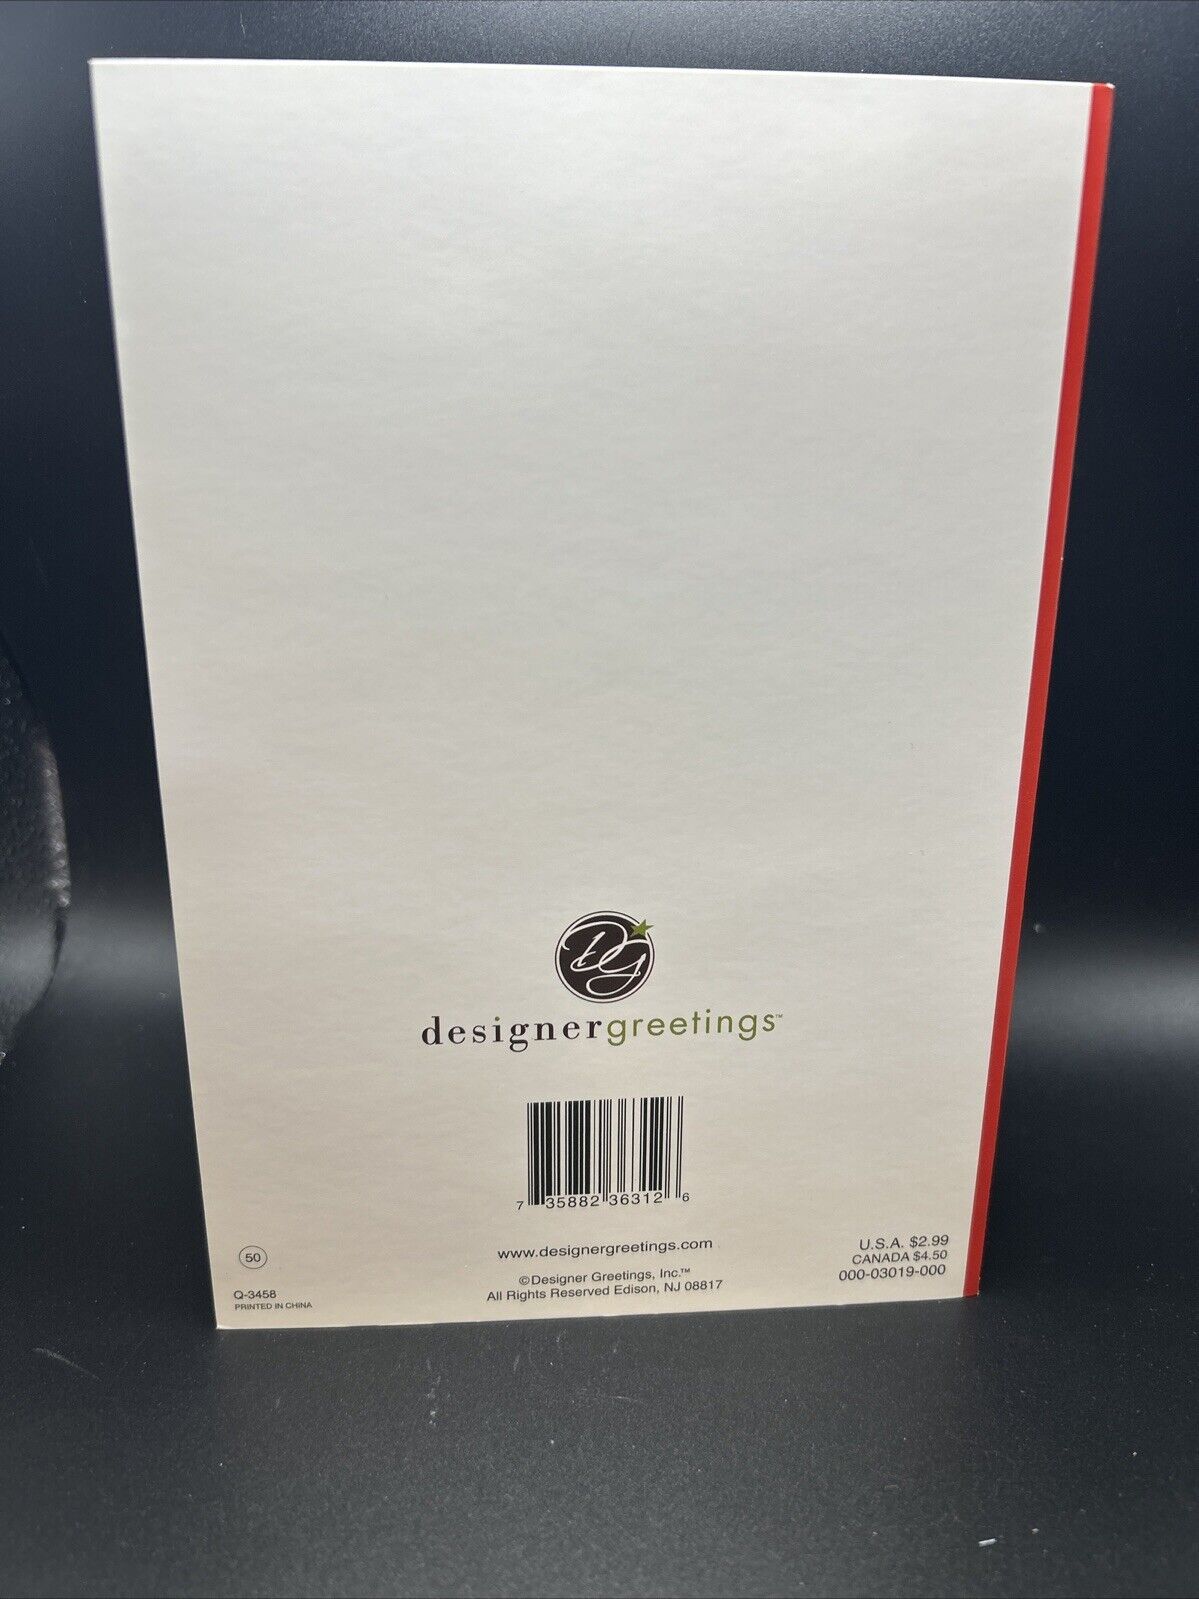 DG
designergreetings™
7 35882 36312 6
www.designergreetings.com
©Designer Greetings, Inc.™
All Rights Reserved Edison, NJ 08817
50
Q-3458
PRINTED IN CHINA
U.S.A. $2.99
CANADA $4.50
000-03019-000